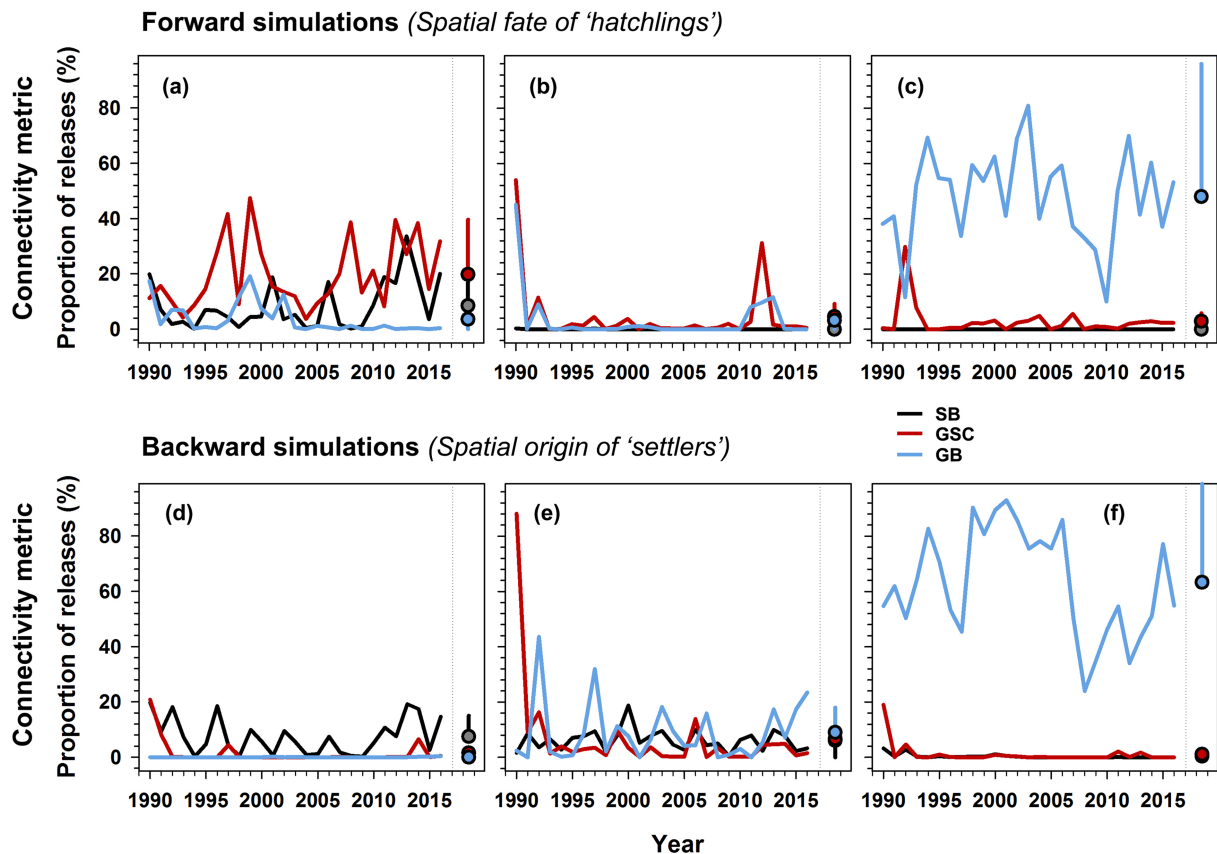 Forward simulations (Spatial fate of ‘hatchlings’)
Connectivity metric
Proportion of releases (%)
80
60
40
20
0
(a)
(b)
(c)
1990 1995 2000 2005 2010 2015
1990 1995 2000 2005 2010 2015
1990 1995 2000 2005 2010 2015
SB
GSC
GB
Backward simulations (Spatial origin of ‘settlers’)
Connectivity metric
Proportion of releases (%)
80
60
40
20
0
(d)
(e)
(f)
1990 1995 2000 2005 2010 2015
1990 1995 2000 2005 2010 2015
1990 1995 2000 2005 2010 2015
Year